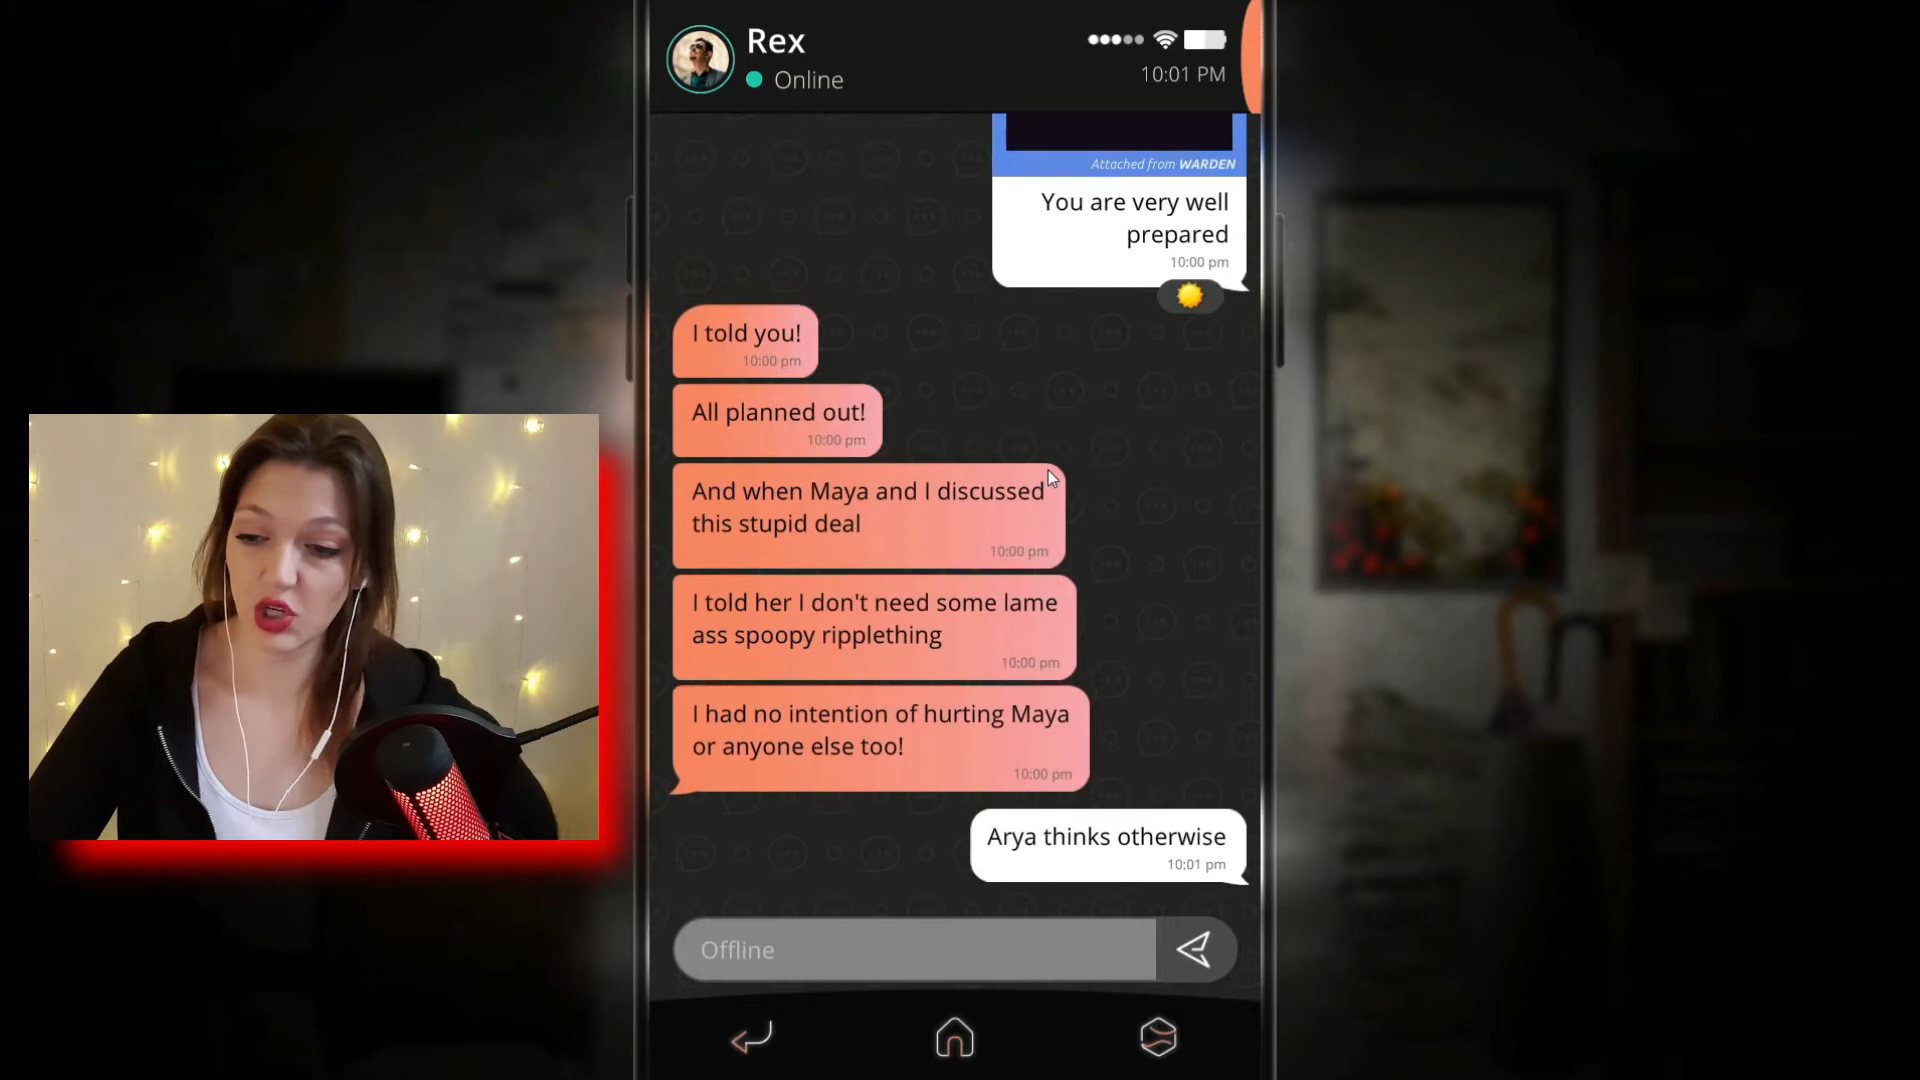 Rex
Online
10:01 PM
Attached from WARDEN
You are very well
prepared
10:00 pm
I told you!
10:00 pm
All planned out!
10:00 pm
And when Maya and I discussed
this stupid deal
10:00 pm
I told her I don't need some lame
ass spoopy ripplething
10:00 pm
I had no intention of hurting Maya
or anyone else too!
10:00 pm
Arya thinks otherwise
10:01 pm
Offline